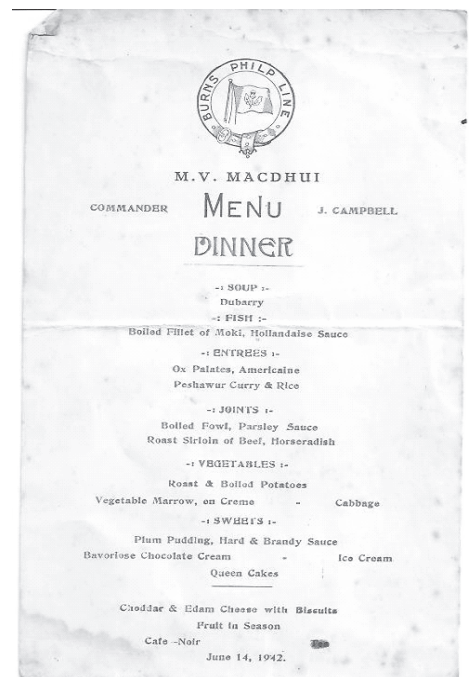 BURNS PHILP LINE
M.V. MACDHUI
COMMANDER MENU J. CAMPBELL
DINNER
-: SOUP :-
Dubarry
-: FISH :-
Boiled Fillet of Moki, Hollandaise Sauce
-: ENTREES :-
Ox Palates, Americaine
Peshawur Curry & Rice
-: JOINTS :-
Boiled Fowl, Parsley Sauce
Roast Sirloin of Beef, Horseradish
-: VEGETABLES :-
Roast & Boiled Potatoes
Vegetable Marrow, en Creme - Cabbage
-: SWEETS :-
Plum Pudding, Hard & Brandy Sauce
Bavoriose Chocolate Cream - Ice Cream
Queen Cakes
Cheddar & Edam Cheese with Biscuits
Fruit in Season
Cafe -Noir
June 14, 1942.